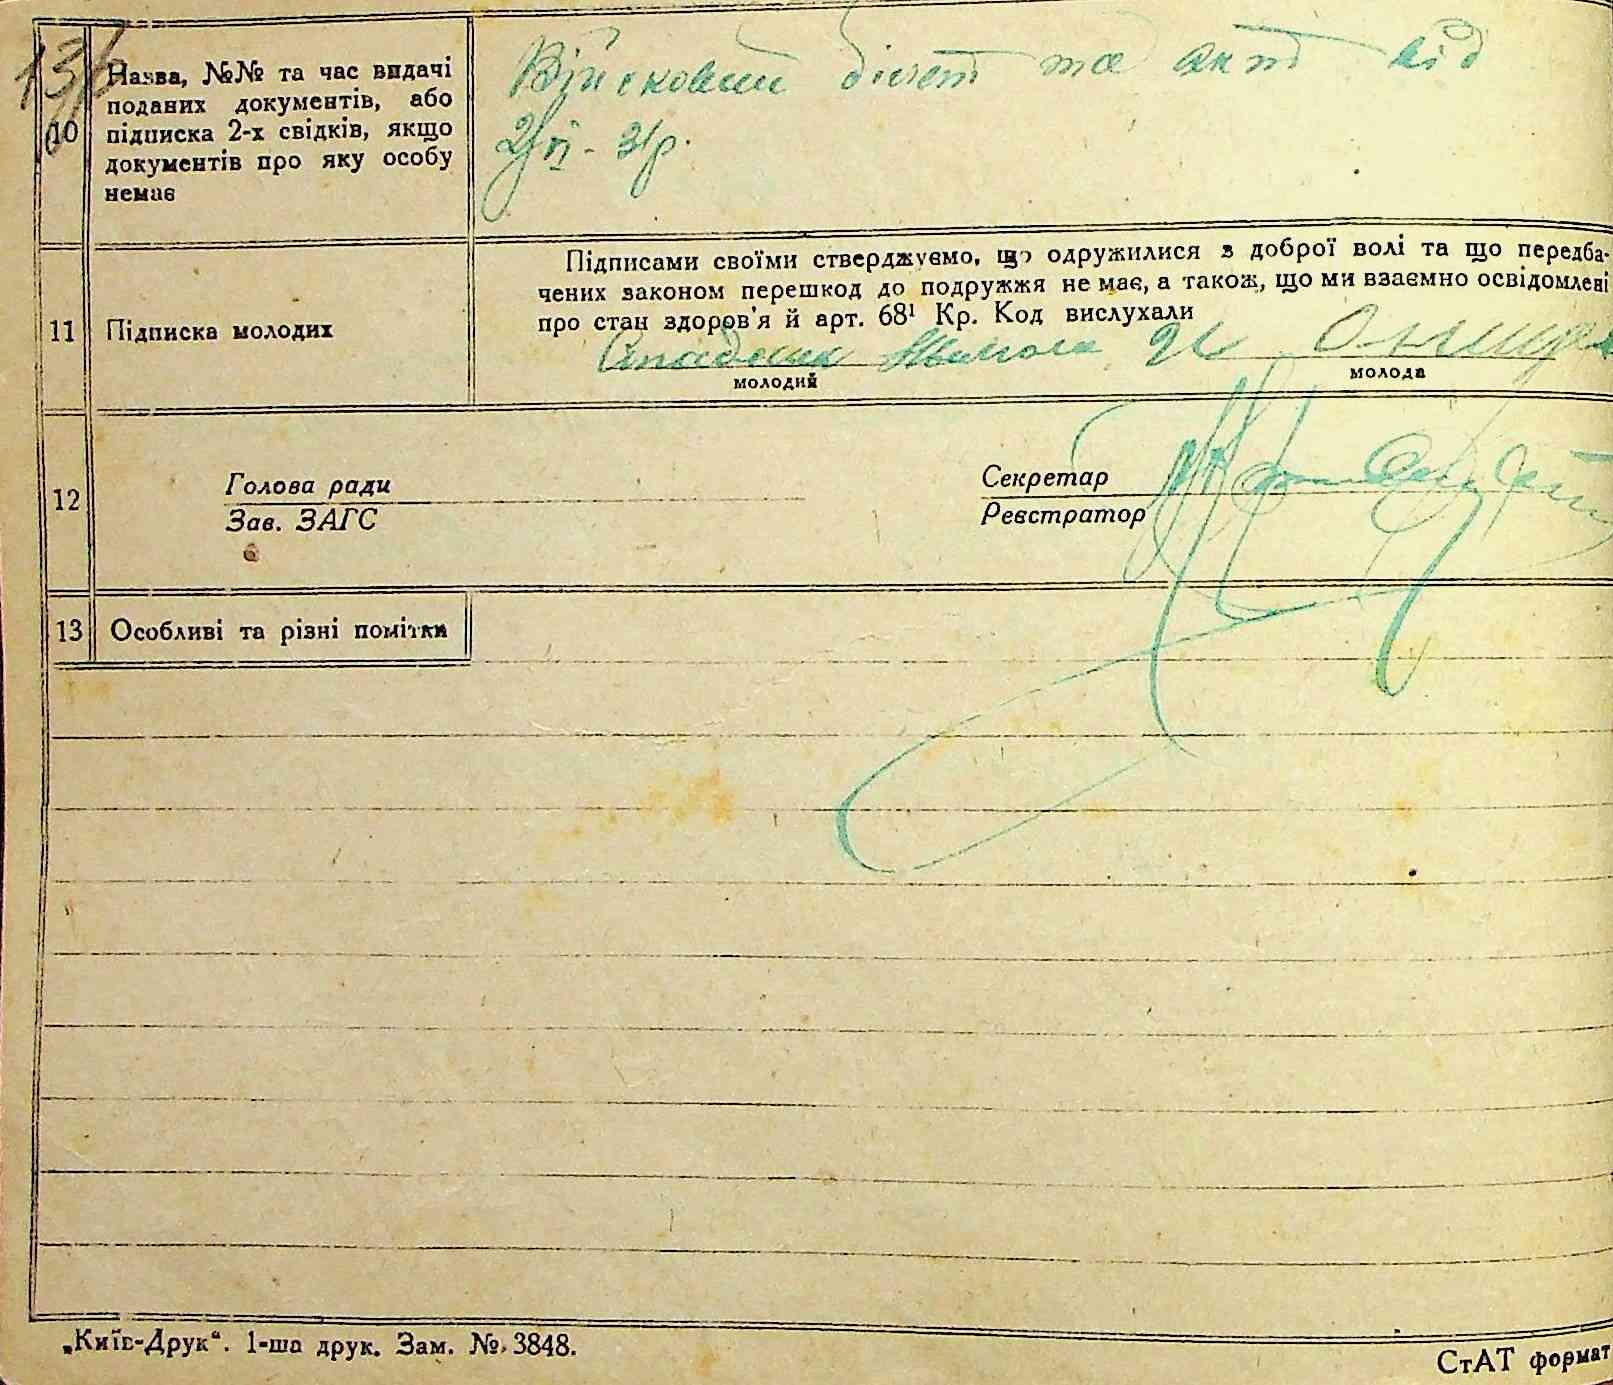 Назва, №№ та час видачі
поданих документів, або
10 підписка 2-х свідків, якщо
документів про яку особу
немає
Військовий білет та акт від
31р.
Підписами своїми стверджуємо, що одружилися з доброї волі та що передба-
чених законом перешкод до подружжя не має, а також, що ми взаємно освідомлені
про стан здоров'я й арт. 68¹ Кр. Код вислухали
11 Підписка молодих
молодий молода
12
Голова ради Секретар
Зав. ЗАГС Реєстратор
13 Особливі та різні помітки
„Київ-Друк“. 1-ша друк. Зам. № 3848.
СтАТ формат